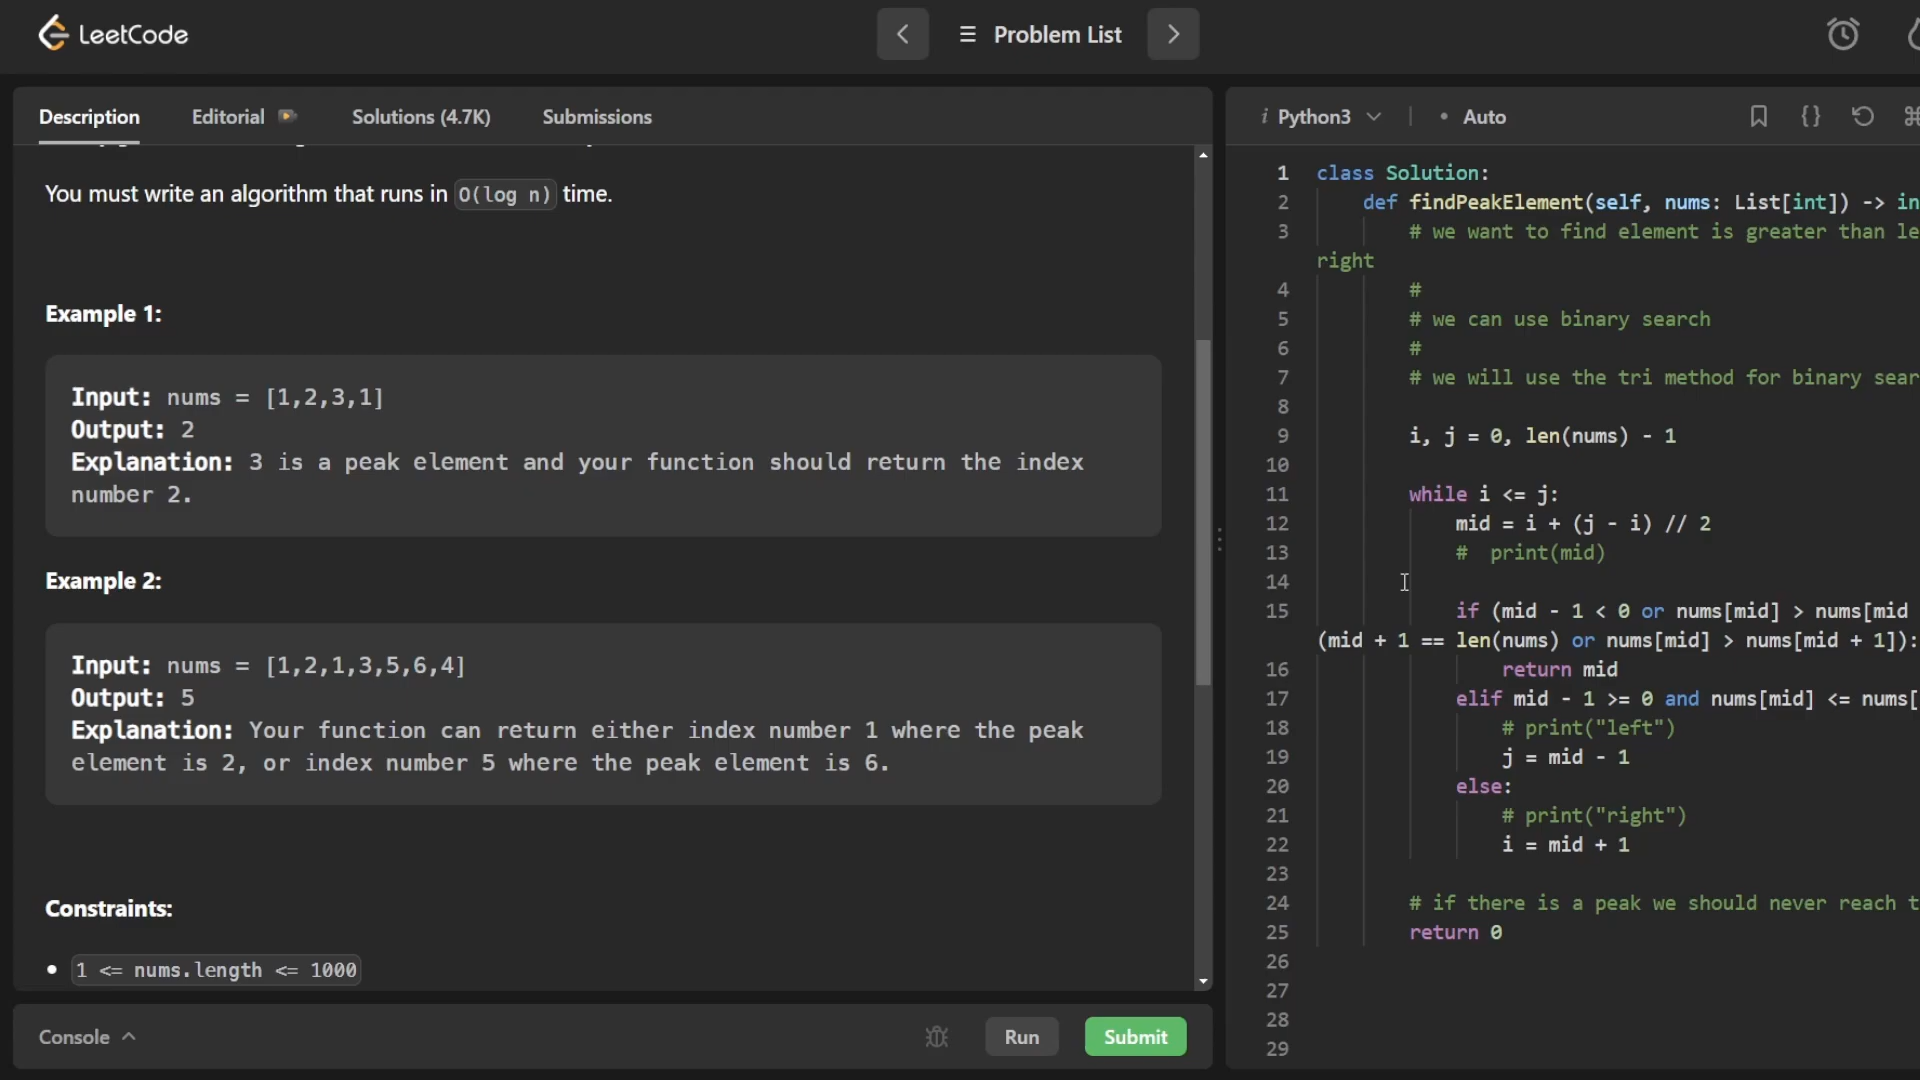 LeetCode
Problem List
Description Editorial Solutions (4.7K) Submissions
You must write an algorithm that runs in O(log n) time.
Example 1:
Input: nums = [1,2,3,1]
Output: 2
Explanation: 3 is a peak element and your function should return the index
number 2.
Example 2:
Input: nums = [1,2,1,3,5,6,4]
Output: 5
Explanation: Your function can return either index number 1 where the peak
element is 2, or index number 5 where the peak element is 6.
Constraints:
• 1 <= nums.length <= 1000
Console Run Submit
i Python3 • Auto
1 class Solution:
2 def findPeakElement(self, nums: List[int]) -> in
3 # we want to find element is greater than le
right
4 #
5 # we can use binary search
6 #
7 # we will use the tri method for binary sear
8
9 i, j = 0, len(nums) - 1
10
11 while i <= j:
12 mid = i + (j - i) // 2
13 # print(mid)
14
15 if (mid - 1 < 0 or nums[mid] > nums[mid
(mid + 1 == len(nums) or nums[mid] > nums[mid + 1]):
16 return mid
17 elif mid - 1 >= 0 and nums[mid] <= nums[
18 # print("left")
19 j = mid - 1
20 else:
21 # print("right")
22 i = mid + 1
23
24 # if there is a peak we should never reach t
25 return 0
26
27
28
29